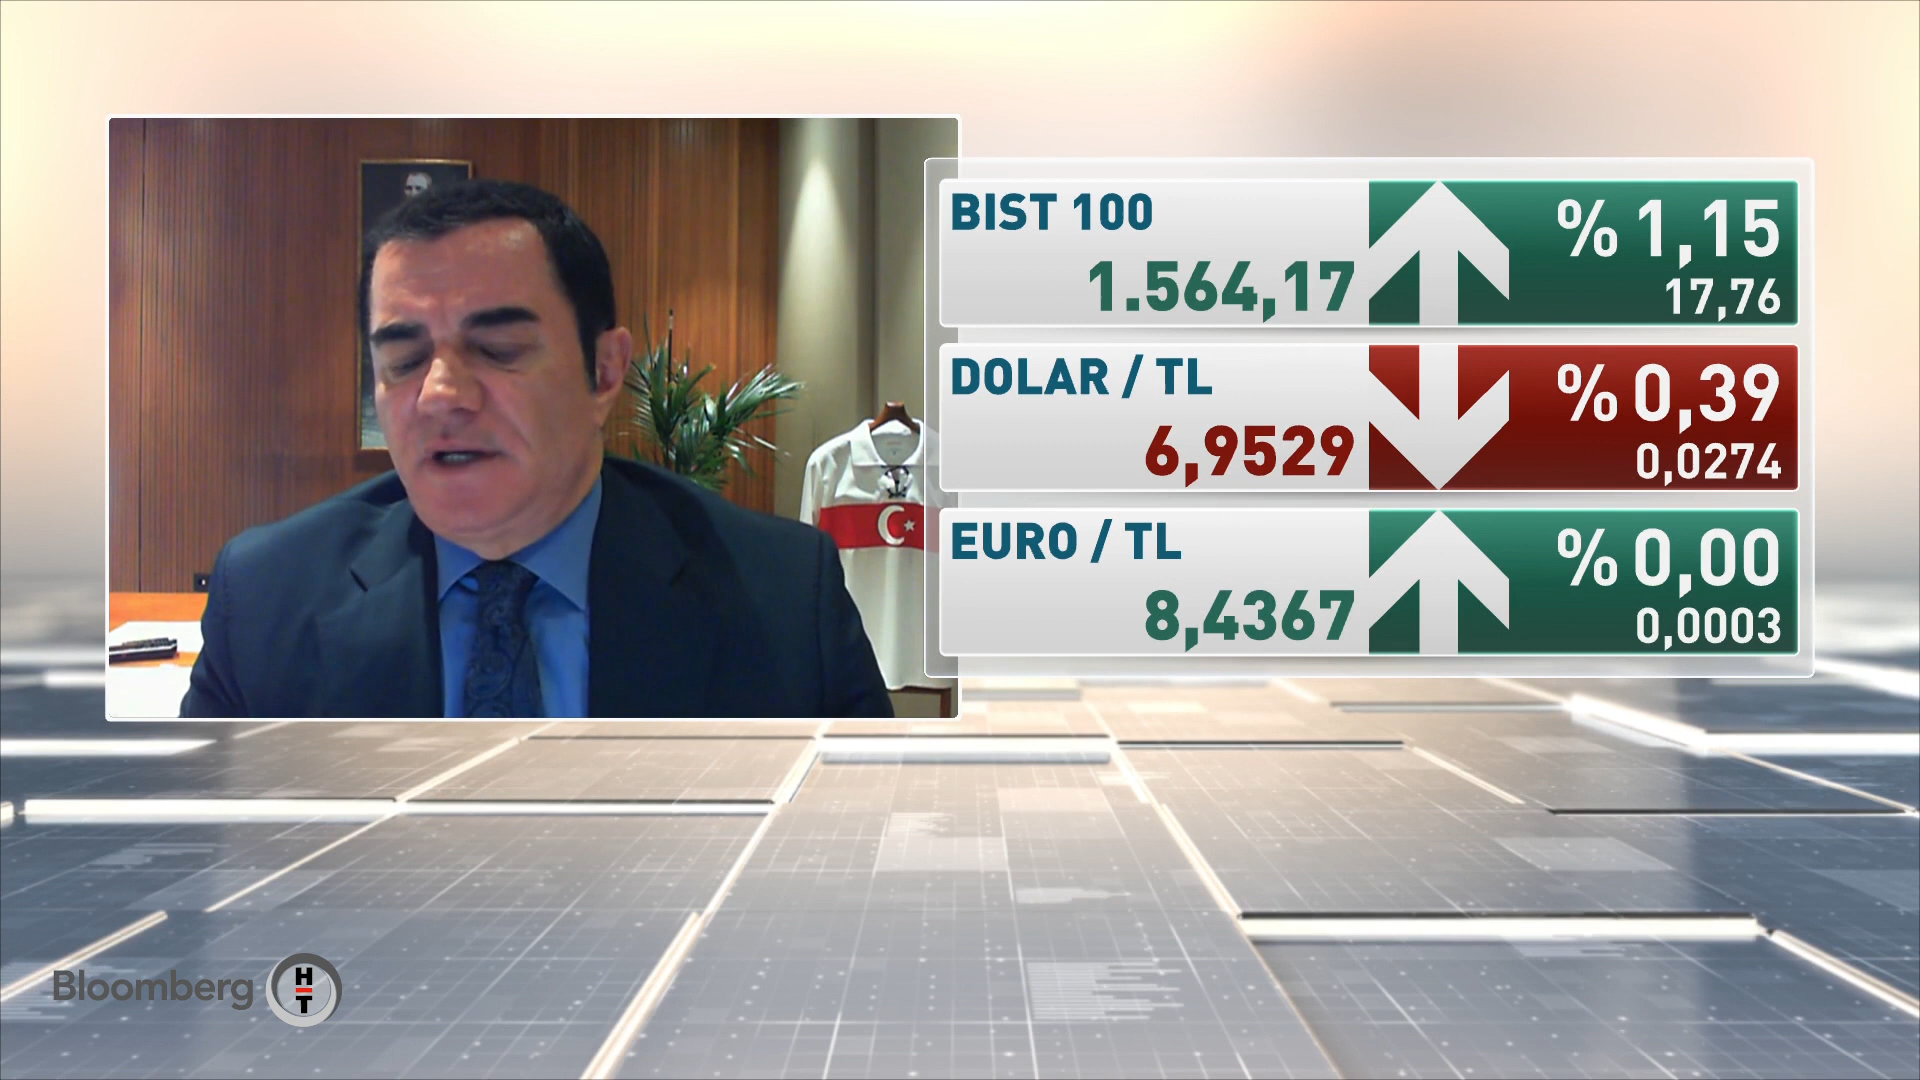 BIST 100
1.564,17
% 1,15
17,76
DOLAR / TL
6,9529
% 0,39
0,0274
EURO / TL
8,4367
% 0,00
0,0003
Bloomberg HT